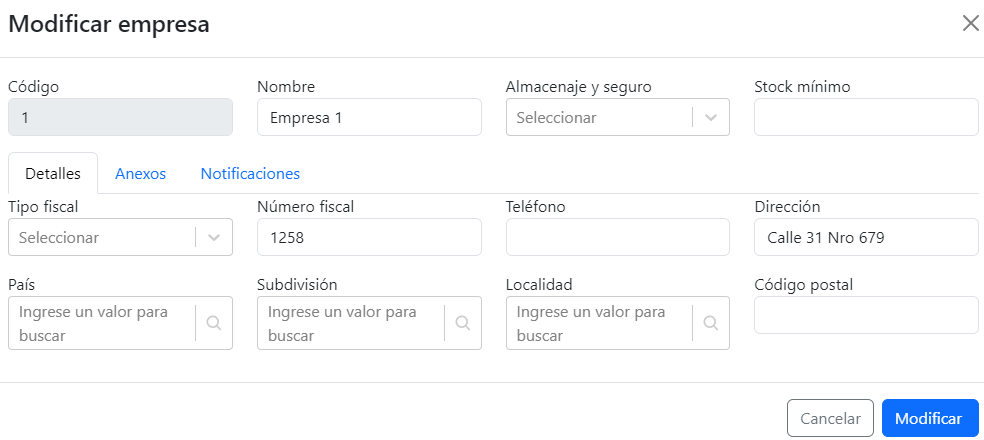 Modificar empresa
Código Nombre Almacenaje y seguro Stock mínimo
1 Empresa 1 Seleccionar
Detalles Anexos Notificaciones
Tipo fiscal Número fiscal Teléfono Dirección
Seleccionar 1258 Calle 31 Nro 679
País Subdivisión Localidad Código postal
Ingrese un valor para Ingrese un valor para Ingrese un valor para
buscar buscar buscar
Cancelar Modificar